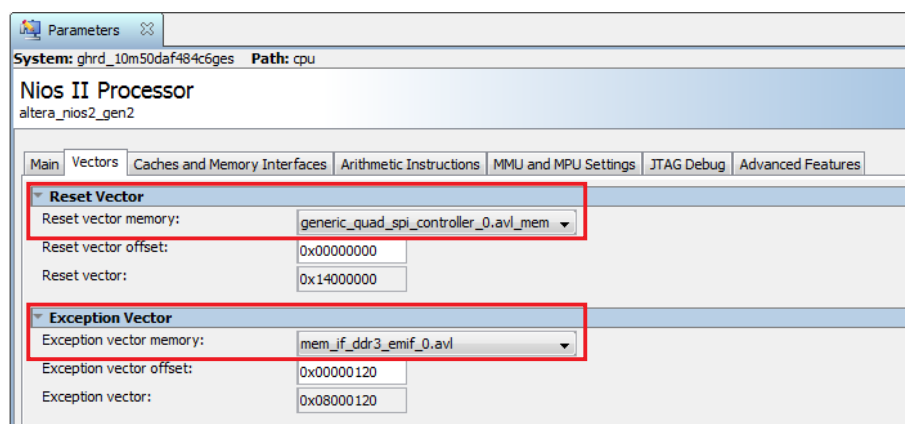 Parameters
System: ghrd_10m50daf484c6ges Path: cpu
Nios II Processor
altera_nios2_gen2
Main Vectors Caches and Memory Interfaces Arithmetic Instructions MMU and MPU Settings JTAG Debug Advanced Features
Reset Vector
Reset vector memory: generic_quad_spi_controller_0.avl_mem
Reset vector offset: 0x00000000
Reset vector: 0x14000000
Exception Vector
Exception vector memory: mem_if_ddr3_emif_0.avl
Exception vector offset: 0x00000120
Exception vector: 0x08000120